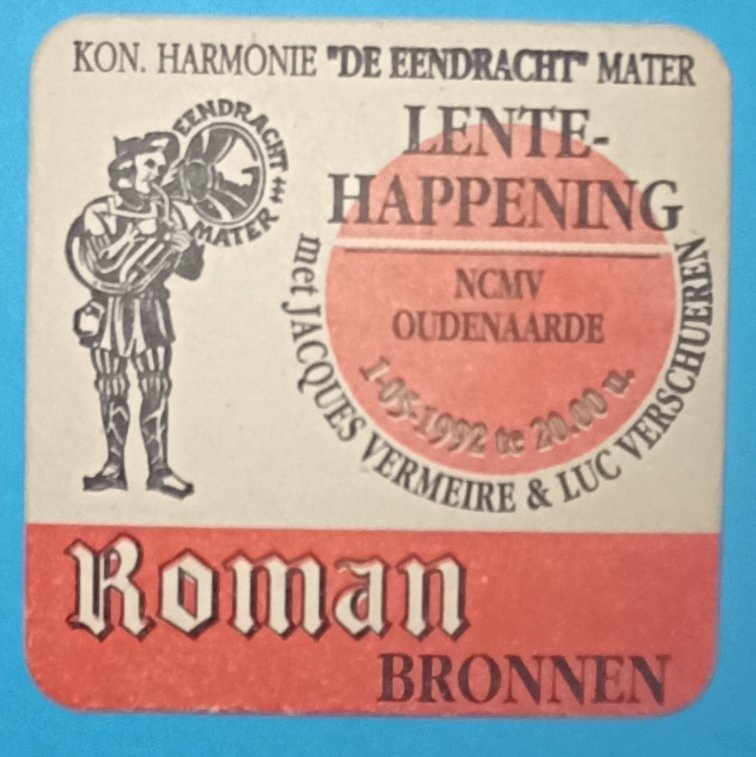 KON. HARMONIE "DE EENDRACHT" MATER
EENDRACHT
MATER
LENTE-
HAPPENING
NCMV
OUDENAARDE
1-05-1992 te 20.00 u.
met JACQUES VERMEIRE & LUC VERSCHUEREN
Roman
BRONNEN